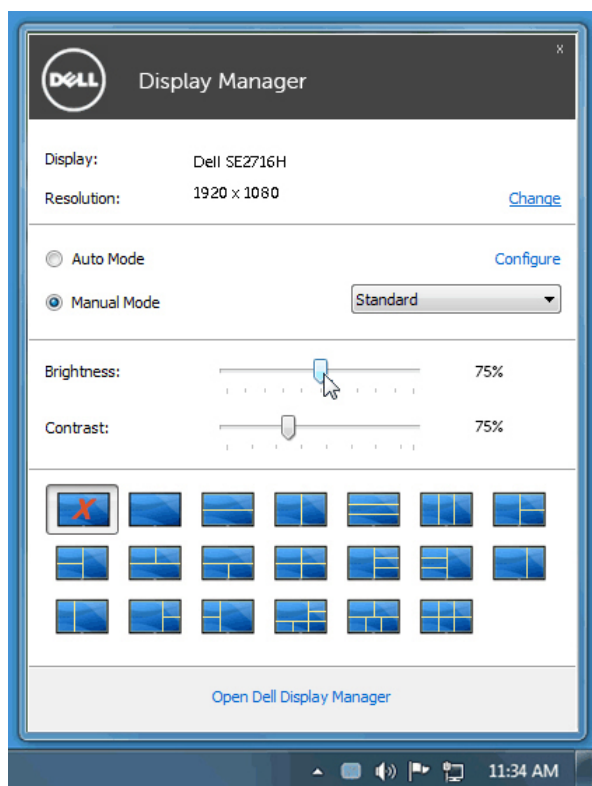 DELL
Display Manager
x
Display: Dell SE2716H
Resolution: 1920 x 1080 Change
Auto Mode Configure
Manual Mode Standard
Brightness: 75%
Contrast: 75%
Open Dell Display Manager
11:34 AM